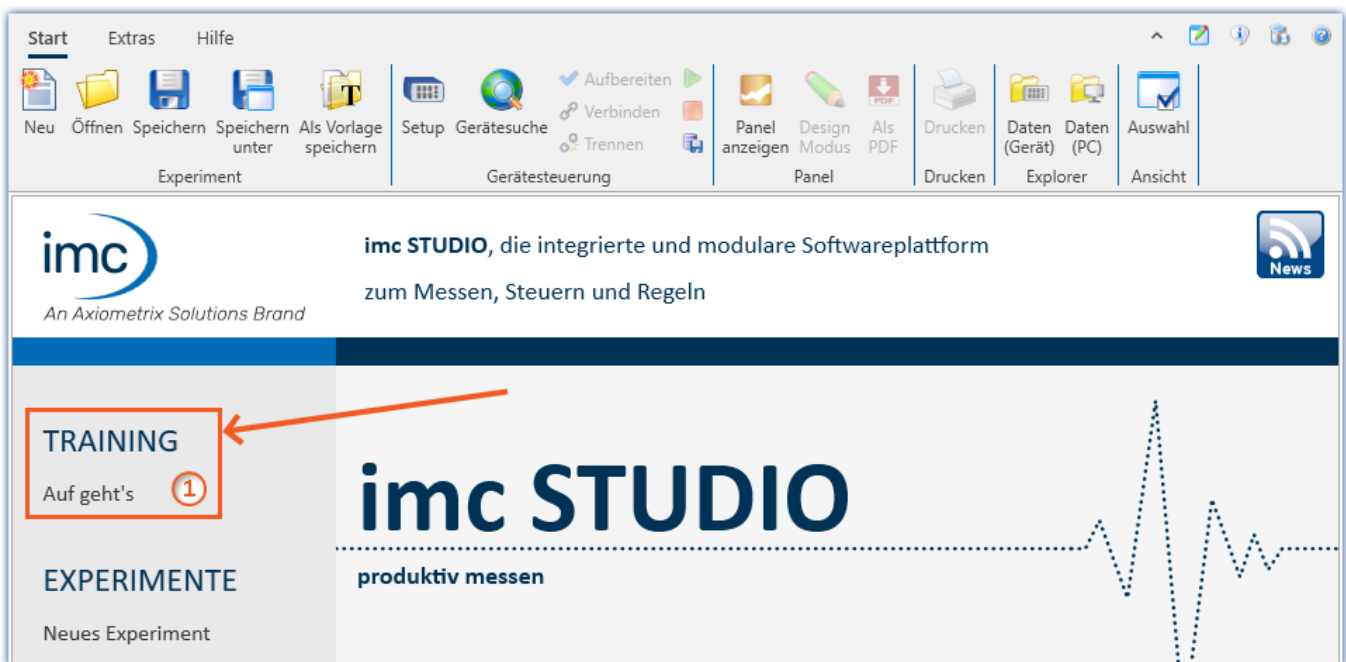 Start Extras Hilfe
Neu Öffnen Speichern Speichern unter Als Vorlage speichern
Setup Gerätesuche Aufbereiten
Verbinden
Trennen
Panel anzeigen Design Modus Als PDF
PDF
Drucken
Daten (Gerät) Daten (PC)
Auswahl
Experiment Gerätesteuerung Panel Drucken Explorer Ansicht
imc
An Axiometrix Solutions Brand
imc STUDIO, die integrierte und modulare Softwareplattform
zum Messen, Steuern und Regeln
News
TRAINING
Auf geht's 1
imc STUDIO
produktiv messen
EXPERIMENTE
Neues Experiment